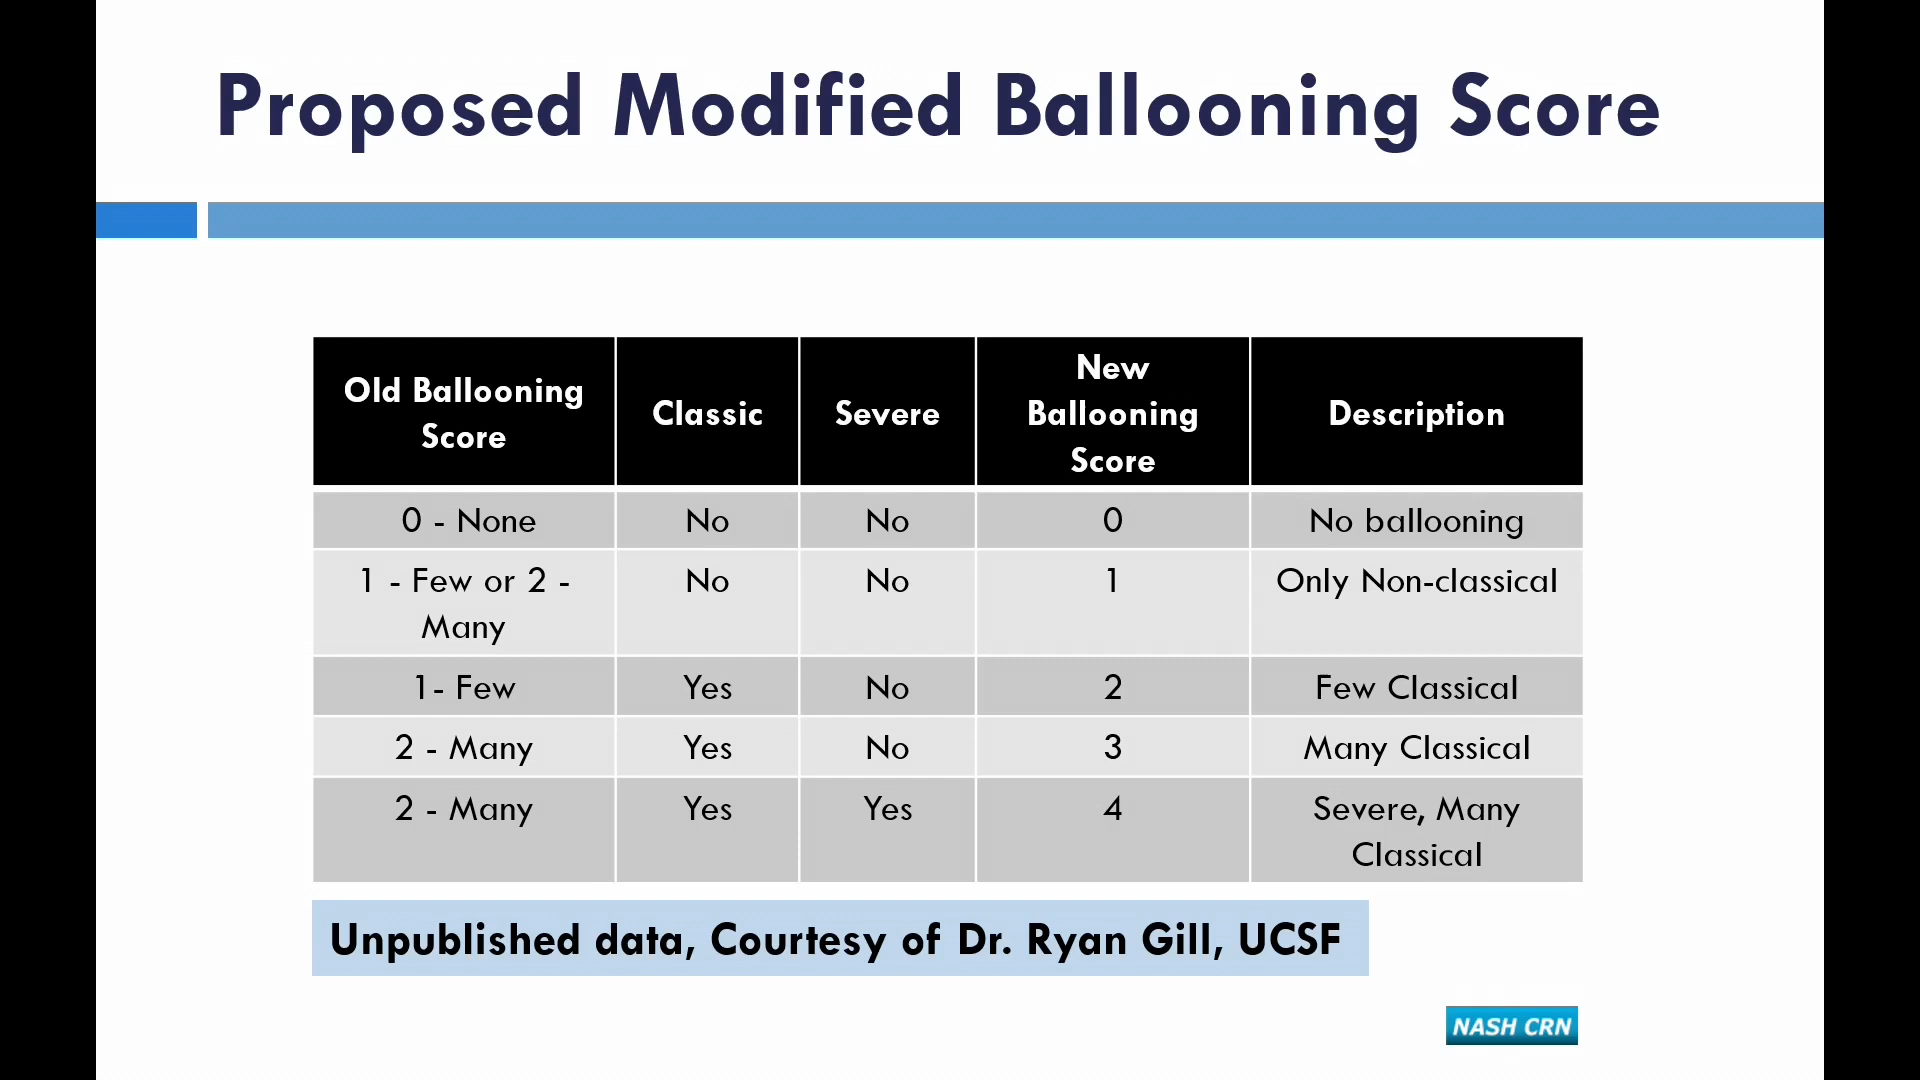 Proposed Modified Ballooning Score
Old Ballooning
Score
Classic
Severe
New
Ballooning
Score
Description
0 - None
No
No
0
No ballooning
1 - Few or 2 -
Many
No
No
1
Only Non-classical
1- Few
Yes
No
2
Few Classical
2 - Many
Yes
No
3
Many Classical
2 - Many
Yes
Yes
4
Severe, Many
Classical
Unpublished data, Courtesy of Dr. Ryan Gill, UCSF
NASH CRN